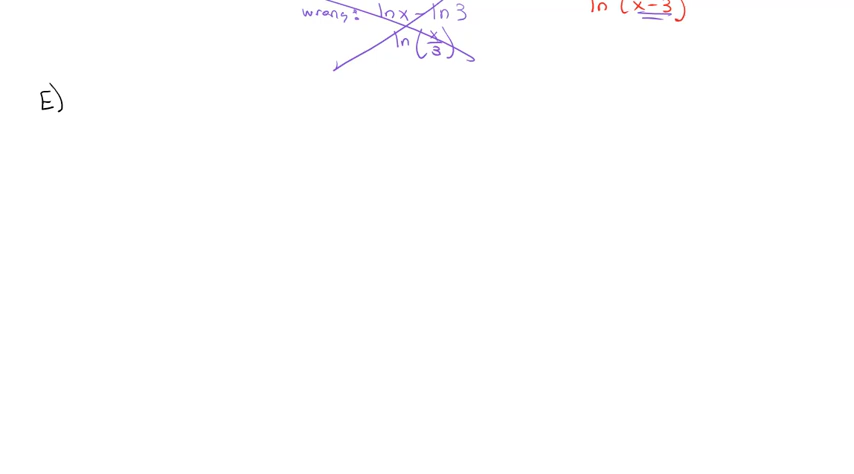 wrong: ln x - ln 3
ln (x/3)
ln (x - 3)
E)